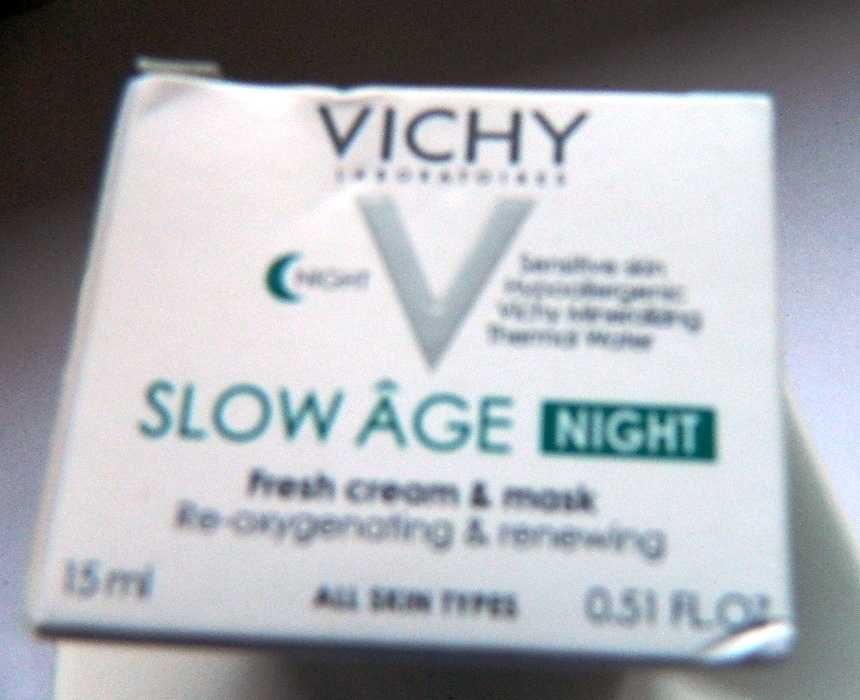 VICHY
LABORATOIRES
NIGHT
Sensitive skin
Hypoallergenic
Vichy Mineralizing
Thermal Water
SLOW ÂGE NIGHT
Fresh cream & mask
Re-oxygenating & renewing
15 ml
ALL SKIN TYPES
0.51 FL.OZ